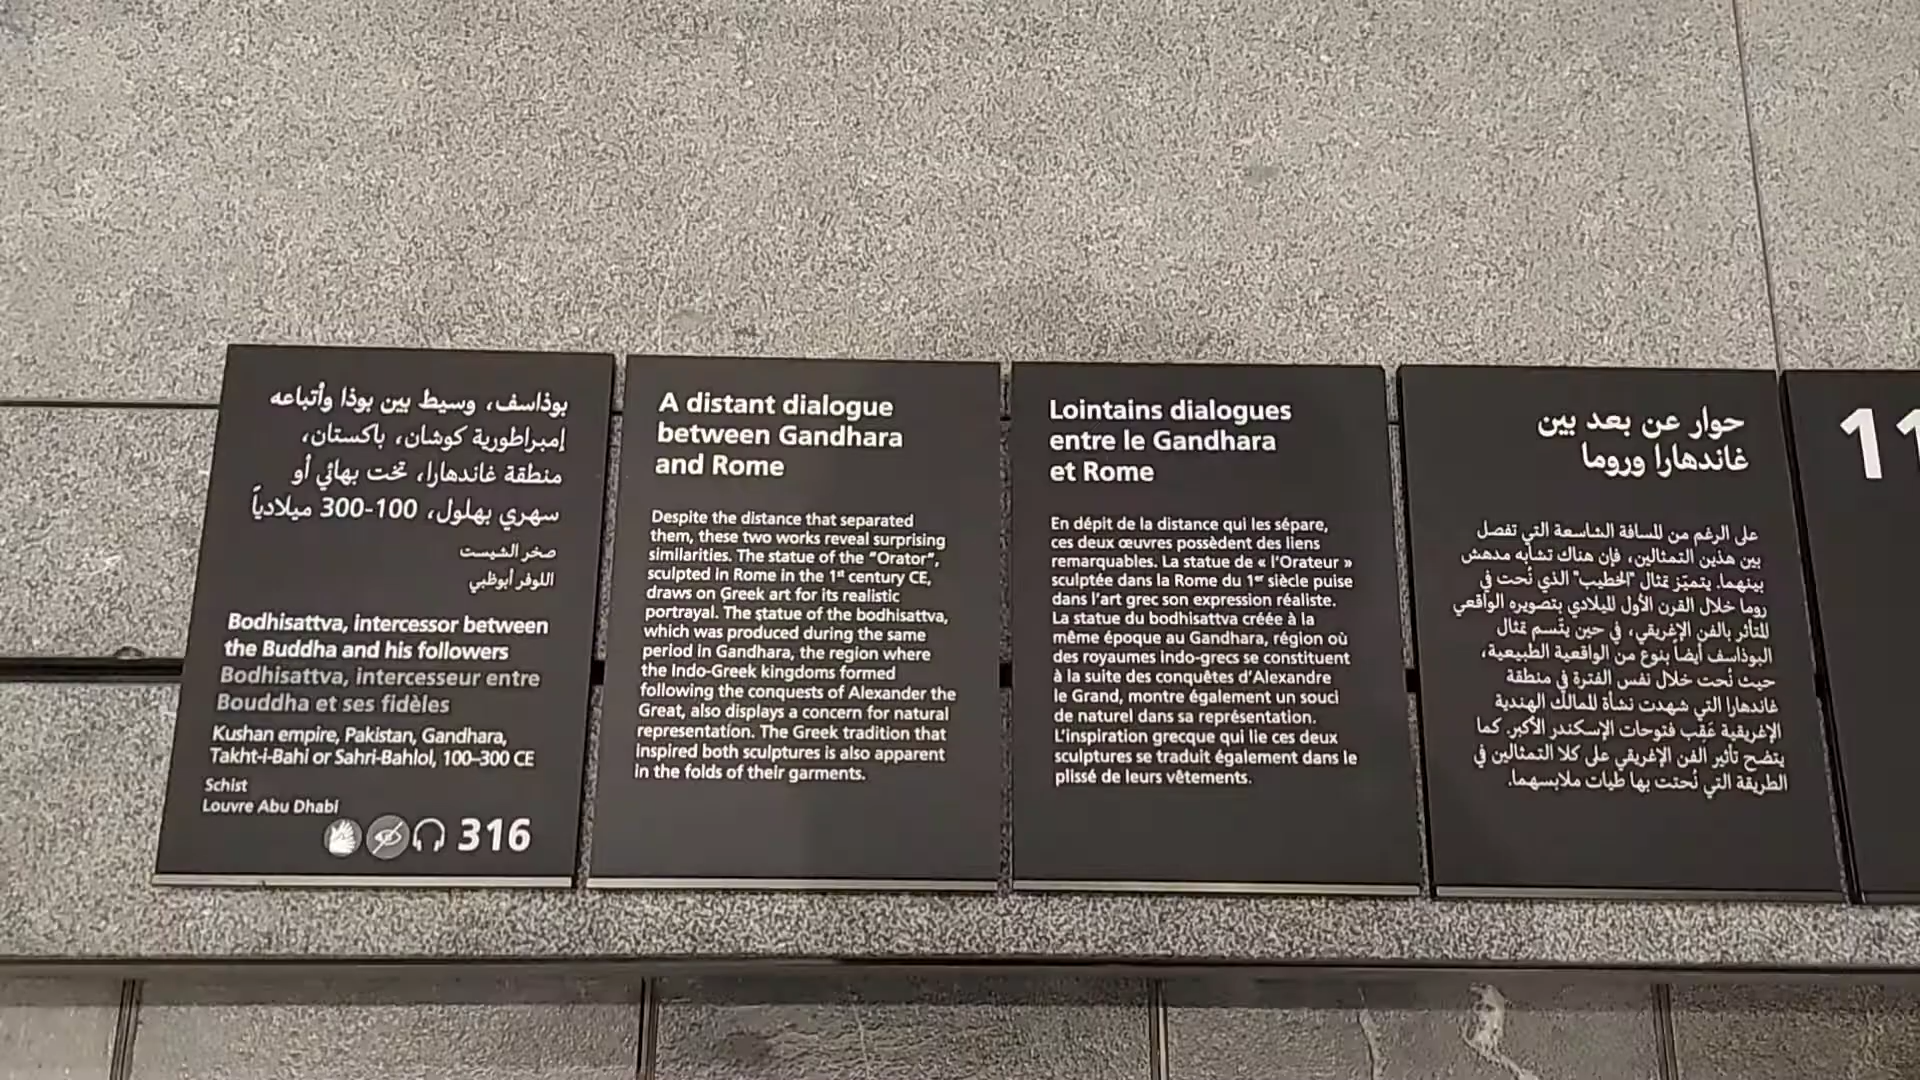 بوذاسف، وسيط بين بوذا وأتباعه
إمبراطورية كوشان، باكستان،
منطقة غاندهارا، تخت بهائي أو
سهري بهلول، 100-300 ميلادياً
صخر الشيست
اللوفر أبوظبي
Bodhisattva, intercessor between
the Buddha and his followers
Bodhisattva, intercesseur entre
Bouddha et ses fidèles
Kushan empire, Pakistan, Gandhara,
Takht-i-Bahi or Sahri-Bahlol, 100–300 CE
Schist
Louvre Abu Dhabi
316
A distant dialogue
between Gandhara
and Rome
Despite the distance that separated
them, these two works reveal surprising
similarities. The statue of the “Orator”,
sculpted in Rome in the 1st century CE,
draws on Greek art for its realistic
portrayal. The statue of the bodhisattva,
which was produced during the same
period in Gandhara, the region where
the Indo-Greek kingdoms formed
following the conquests of Alexander the
Great, also displays a concern for natural
representation. The Greek tradition that
inspired both sculptures is also apparent
in the folds of their garments.
Lointains dialogues
entre le Gandhara
et Rome
En dépit de la distance qui les sépare,
ces deux œuvres possèdent des liens
remarquables. La statue de « l’Orateur »
sculptée dans la Rome du 1er siècle puise
dans l’art grec son expression réaliste.
La statue du bodhisattva créée à la
même époque au Gandhara, région où
des royaumes indo-grecs se constituent
à la suite des conquêtes d’Alexandre
le Grand, montre également un souci
de naturel dans sa représentation.
L’inspiration grecque qui lie ces deux
sculptures se traduit également dans le
plissé de leurs vêtements.
حوار عن بعد بين
غاندهارا وروما
على الرغم من المسافة الشاسعة التي تفصل
بين هذين التمثالين، فإن هناك تشابه مدهش
بينهما. يتميّز تمثال "الخطيب" الذي نُحت في
روما خلال القرن الأول الميلادي بتصويره الواقعي
المتأثر بالفن الإغريقي، في حين يتّسم تمثال
البوذاسف أيضاً بنوع من الواقعية الطبيعية،
حيث نُحت خلال نفس الفترة في منطقة
غاندهارا التي شهدت نشأة الممالك الهندية
الإغريقية عَقب فتوحات الإسكندر الأكبر. كما
يتضح تأثير الفن الإغريقي على كلا التمثالين في
الطريقة التي نُحتت بها طيات ملابسهما.
11